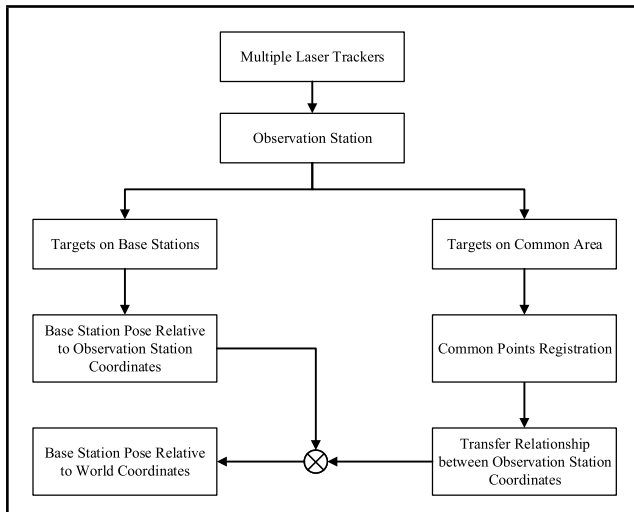 Multiple Laser Trackers
Observation Station
Targets on Base Stations
Targets on Common Area
Base Station Pose Relative
to Observation Station
Coordinates
Common Points Registration
Base Station Pose Relative
to World Coordinates
Transfer Relationship
between Observation Station
Coordinates